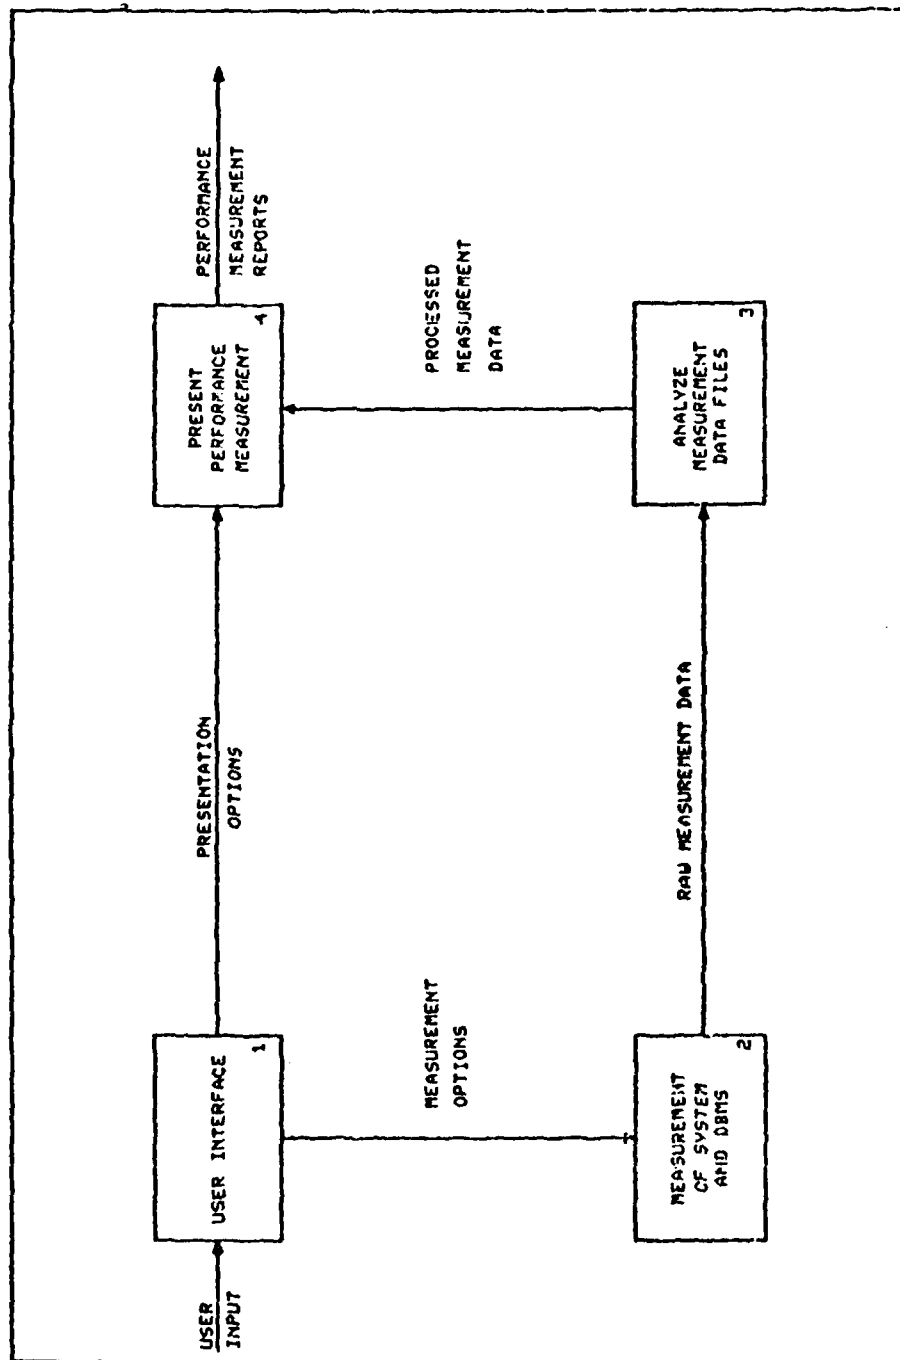 USER
INPUT
USER INTERFACE
1
PRESENTATION
OPTIONS
PRESENT
PERFORMANCE
MEASUREMENT
4
PERFORMANCE
MEASUREMENT
REPORTS
MEASUREMENT
OPTIONS
PROCESSED
MEASUREMENT
DATA
MEASUREMENT
CF SYSTEM
AND DBMS
2
RAW MEASUREMENT DATA
ANALYZE
MEASUREMENT
DATA FILES
3